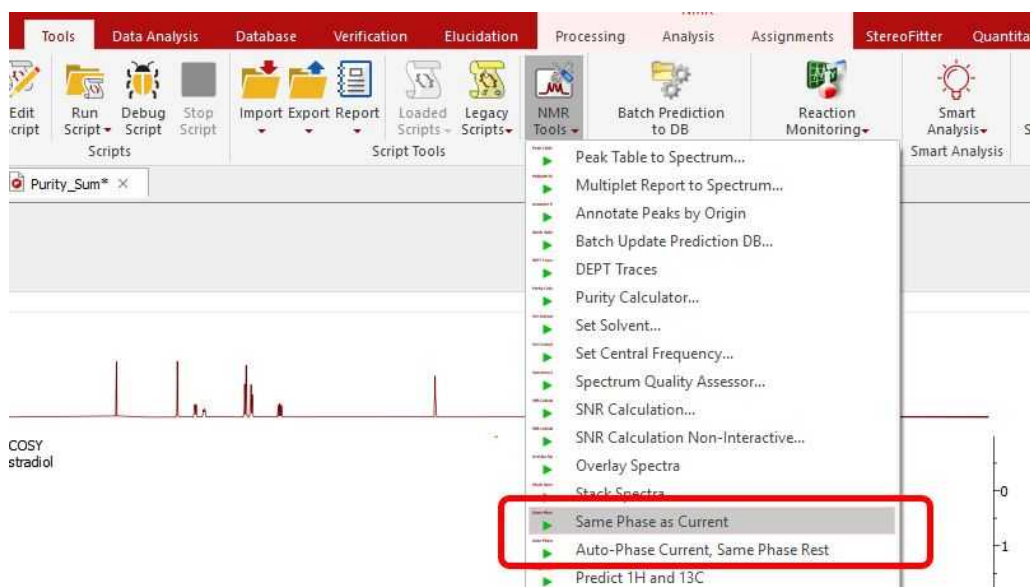 Tools Data Analysis Database Verification Elucidation Processing Analysis Assignments StereoFitter
Edit Run Debug Stop Import Export Report Loaded Legacy NMR Batch Prediction Reaction Smart
Script Script Script Scripts Scripts Tools to DB Monitoring Analysis
Scripts Script Tools Smart Analysis
Purity_Sum*
Peak Table to Spectrum...
Multiplet Report to Spectrum...
Annotate Peaks by Origin
Batch Update Prediction DB...
DEPT Traces
Purity Calculator...
Set Solvent...
Set Central Frequency...
Spectrum Quality Assessor...
SNR Calculation...
SNR Calculation Non-Interactive...
COSY
stradiol
Overlay Spectra
Stack Spectra
0
Same Phase as Current
Auto-Phase Current, Same Phase Rest
1
Predict 1H and 13C